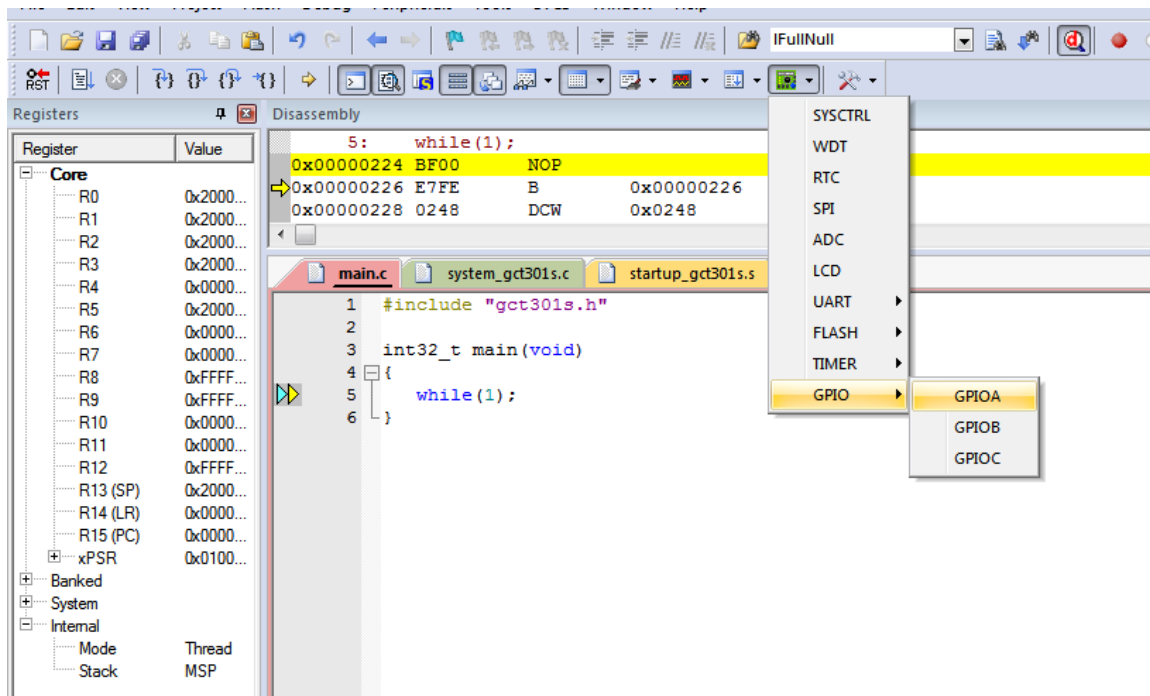 IFullNull
RST
Registers
Disassembly
Register Value
Core
R0 0x2000...
R1 0x2000...
R2 0x2000...
R3 0x2000...
R4 0x0000...
R5 0x2000...
R6 0x0000...
R7 0x0000...
R8 0xFFFF...
R9 0xFFFF...
R10 0x0000...
R11 0x0000...
R12 0xFFFF...
R13 (SP) 0x2000...
R14 (LR) 0x0000...
R15 (PC) 0x0000...
xPSR 0x0100...
Banked
System
Internal
Mode Thread
Stack MSP
5: while(1);
0x00000224 BF00 NOP
0x00000226 E7FE B 0x00000226
0x00000228 0248 DCW 0x0248
main.c system_gct301s.c startup_gct301s.s
1 #include "gct301s.h"
2
3 int32_t main(void)
4 {
5 while(1);
6 }
SYSCTRL
WDT
RTC
SPI
ADC
LCD
UART
FLASH
TIMER
GPIO
GPIOA
GPIOB
GPIOC